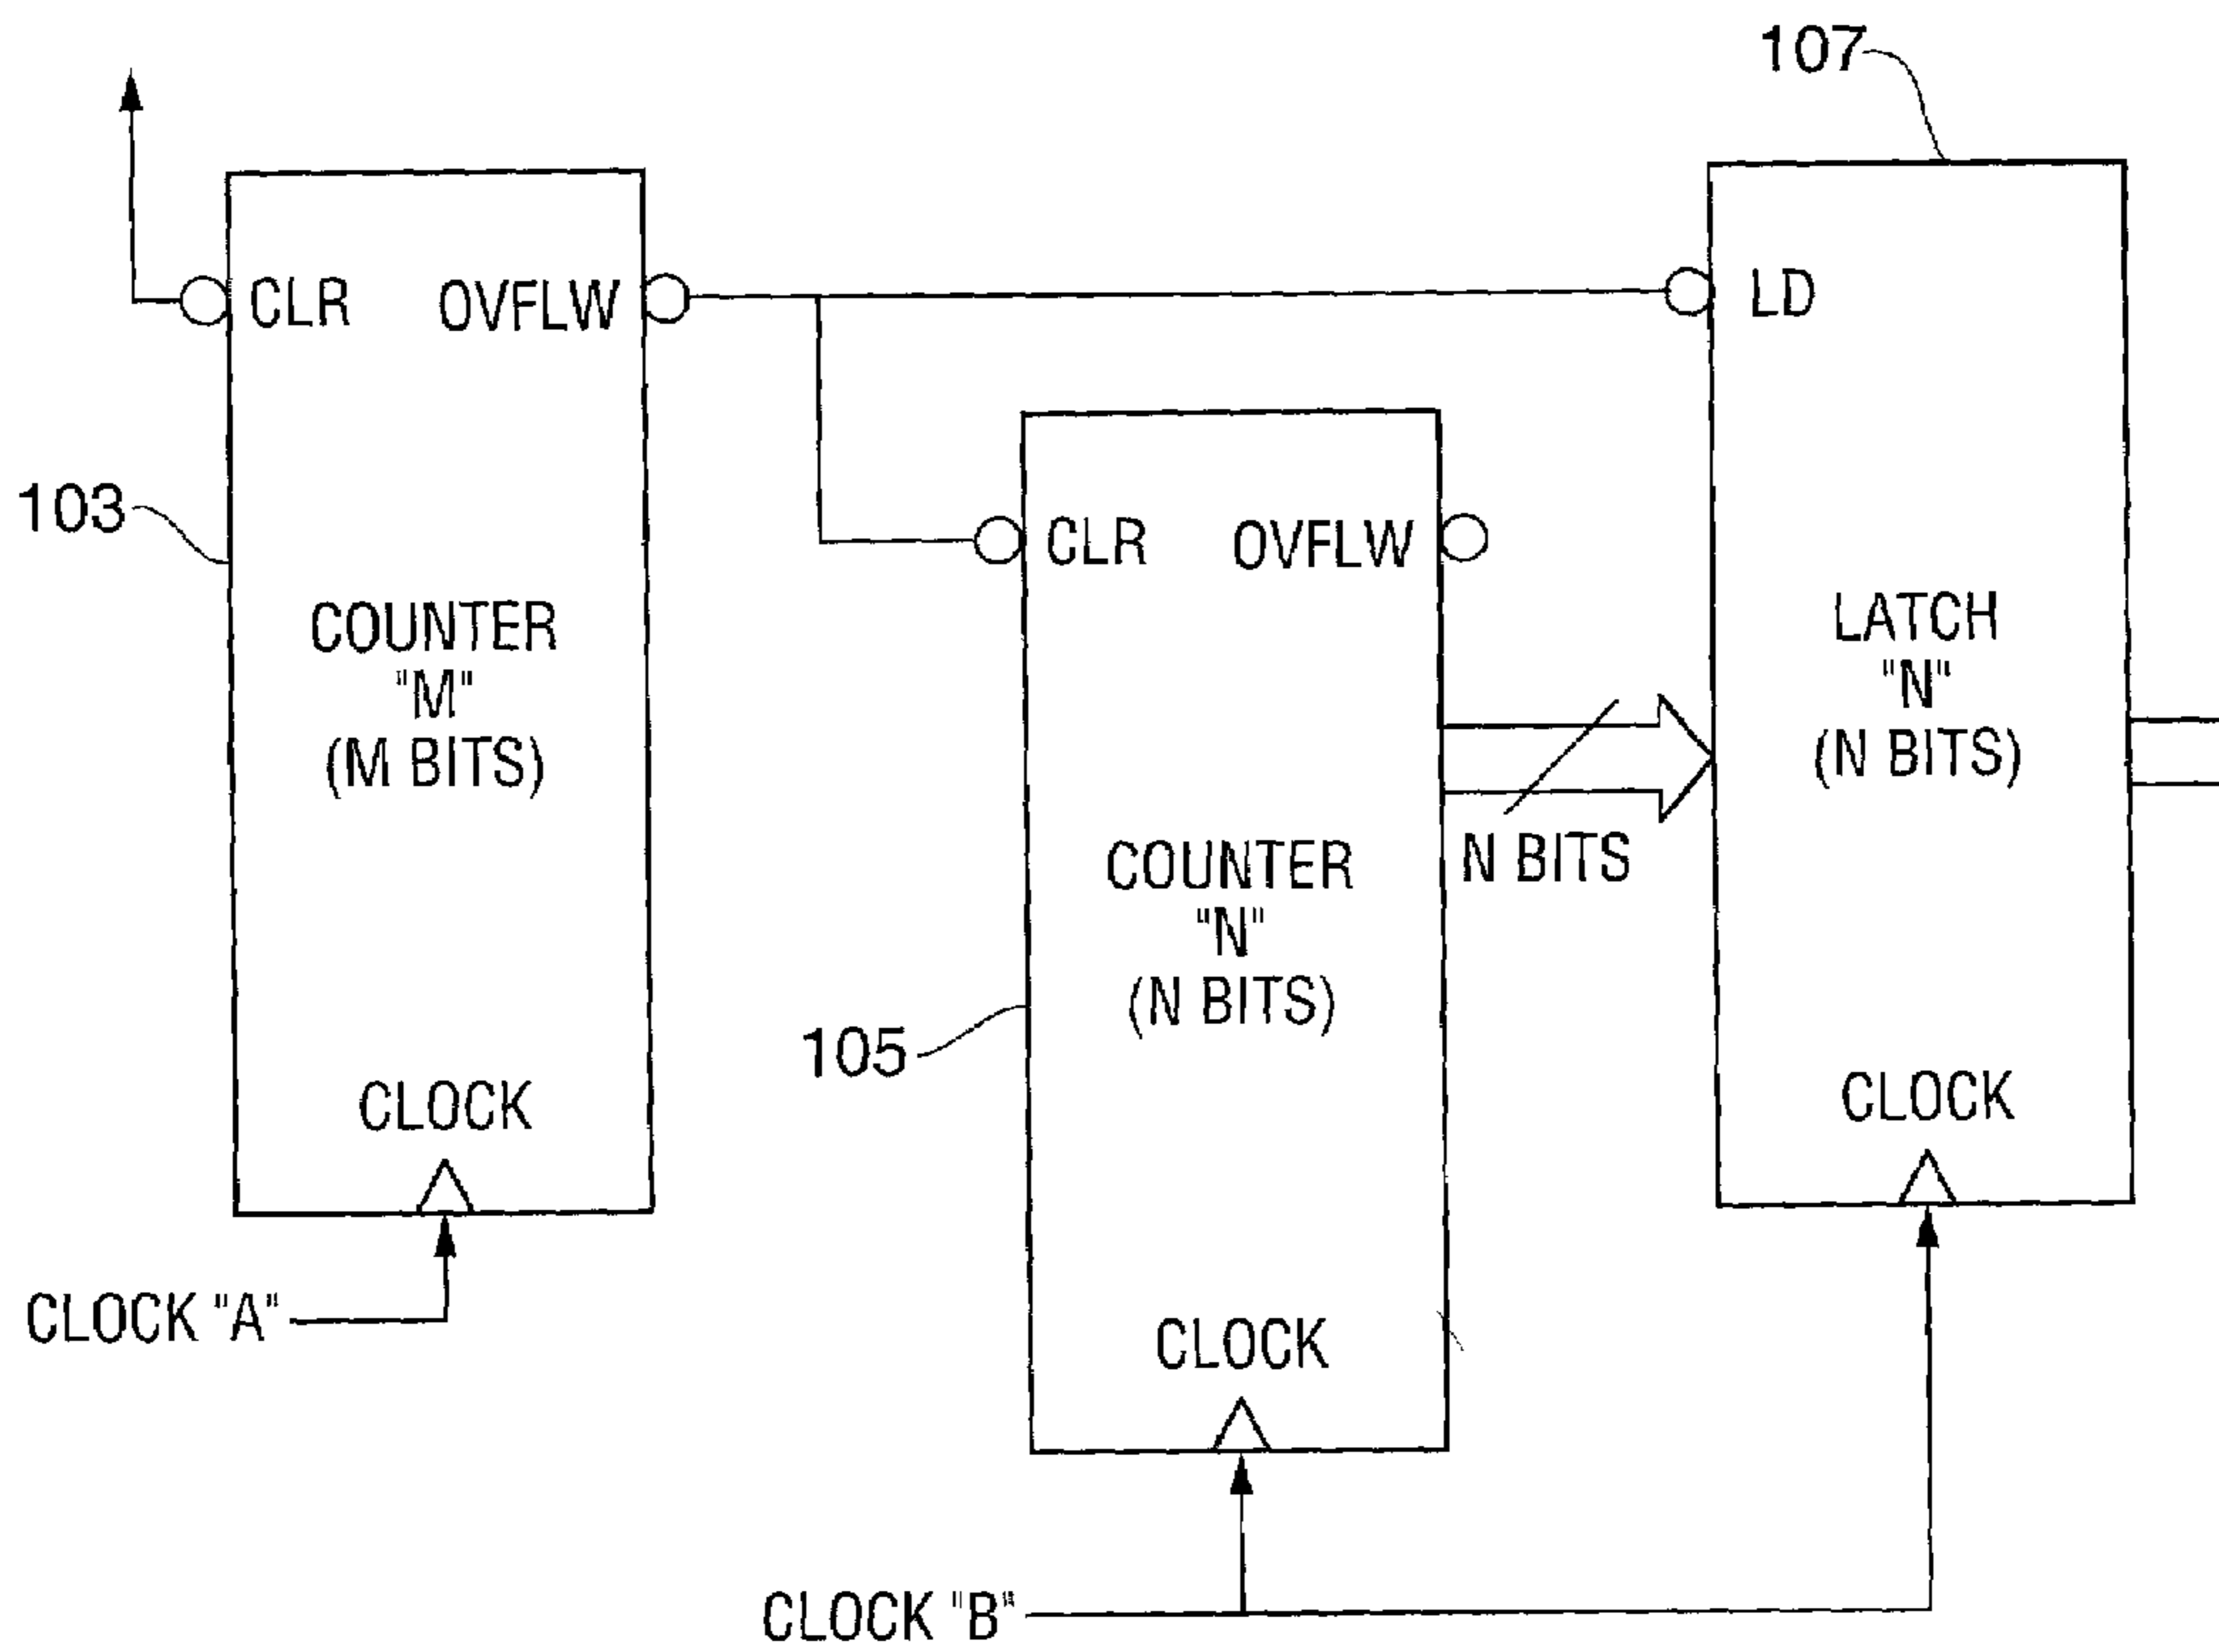 107
CLR OVFLW
LD
103
CLR OVFLW
COUNTER
"M"
(M BITS)
LATCH
"N"
(N BITS)
N BITS
COUNTER
"N"
(N BITS)
105
CLOCK
CLOCK
CLOCK "A"
CLOCK
CLOCK "B"